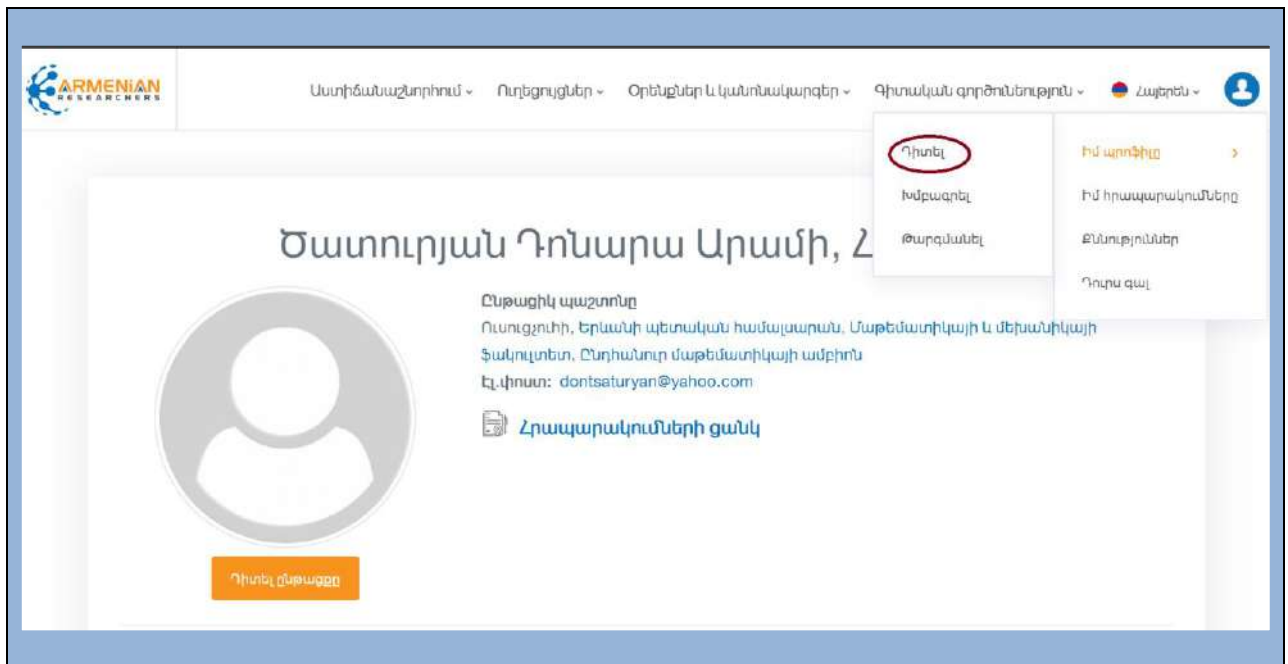 ARMENIAN
RESEARCHERS
Աստիճանաշնորհում Ուղեցույցներ Օրենքներ և կանոնակարգեր Գիտական գործունեություն Հայերեն
Դիտել
Խմբագրել
Թարգմանել
Իմ պրոֆիլը
Իմ հրապարակումները
Քննություններ
Դուրս գալ
Ծատուրյան Դոնարա Արամի, Հ
Ընթացիկ պաշտոնը
Ուսուցչուհի, Երևանի պետական համալսարան, Մաթեմատիկայի և մեխանիկայի
ֆակուլտետ, Ընդհանուր մաթեմատիկայի ամբիոն
Էլ.փոստ: dontsaturyan@yahoo.com
Հրապարակումների ցանկ
Դիտել ընթացքը